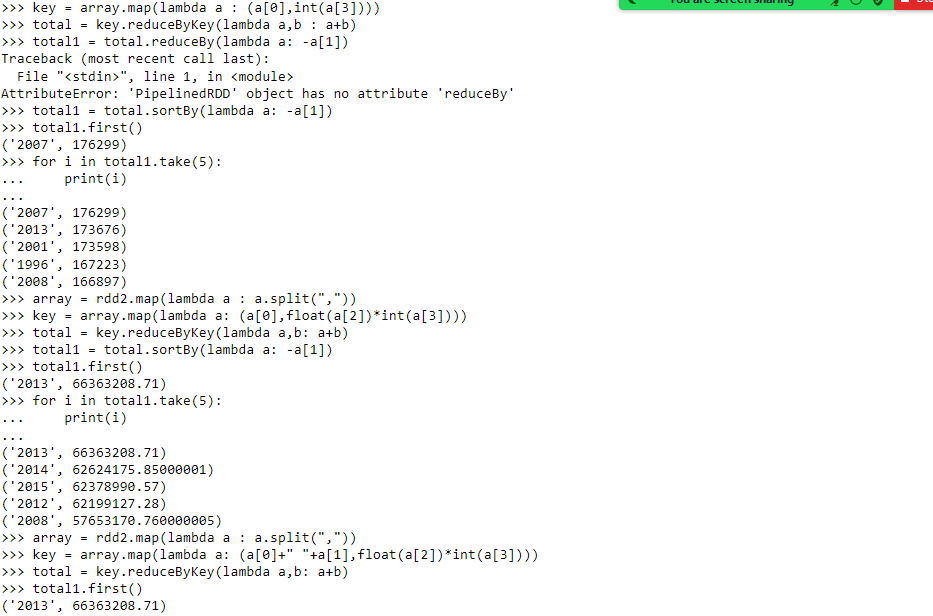 You are screen sharing
>>> key = array.map(lambda a : (a[0],int(a[3])))
>>> total = key.reduceByKey(lambda a,b : a+b)
>>> total1 = total.reduceBy(lambda a: -a[1])
Traceback (most recent call last):
  File "<stdin>", line 1, in <module>
AttributeError: 'PipelinedRDD' object has no attribute 'reduceBy'
>>> total1 = total.sortBy(lambda a: -a[1])
>>> total1.first()
('2007', 176299)
>>> for i in total1.take(5):
...     print(i)
...
('2007', 176299)
('2013', 173676)
('2001', 173598)
('1996', 167223)
('2008', 166897)
>>> array = rdd2.map(lambda a : a.split(","))
>>> key = array.map(lambda a: (a[0],float(a[2])*int(a[3])))
>>> total = key.reduceByKey(lambda a,b: a+b)
>>> total1 = total.sortBy(lambda a: -a[1])
>>> total1.first()
('2013', 66363208.71)
>>> for i in total1.take(5):
...     print(i)
...
('2013', 66363208.71)
('2014', 62624175.85000001)
('2015', 62378990.57)
('2012', 62199127.28)
('2008', 57653170.760000005)
>>> array = rdd2.map(lambda a : a.split(","))
>>> key = array.map(lambda a: (a[0]+" "+a[1],float(a[2])*int(a[3])))
>>> total = key.reduceByKey(lambda a,b: a+b)
>>> total1.first()
('2013', 66363208.71)